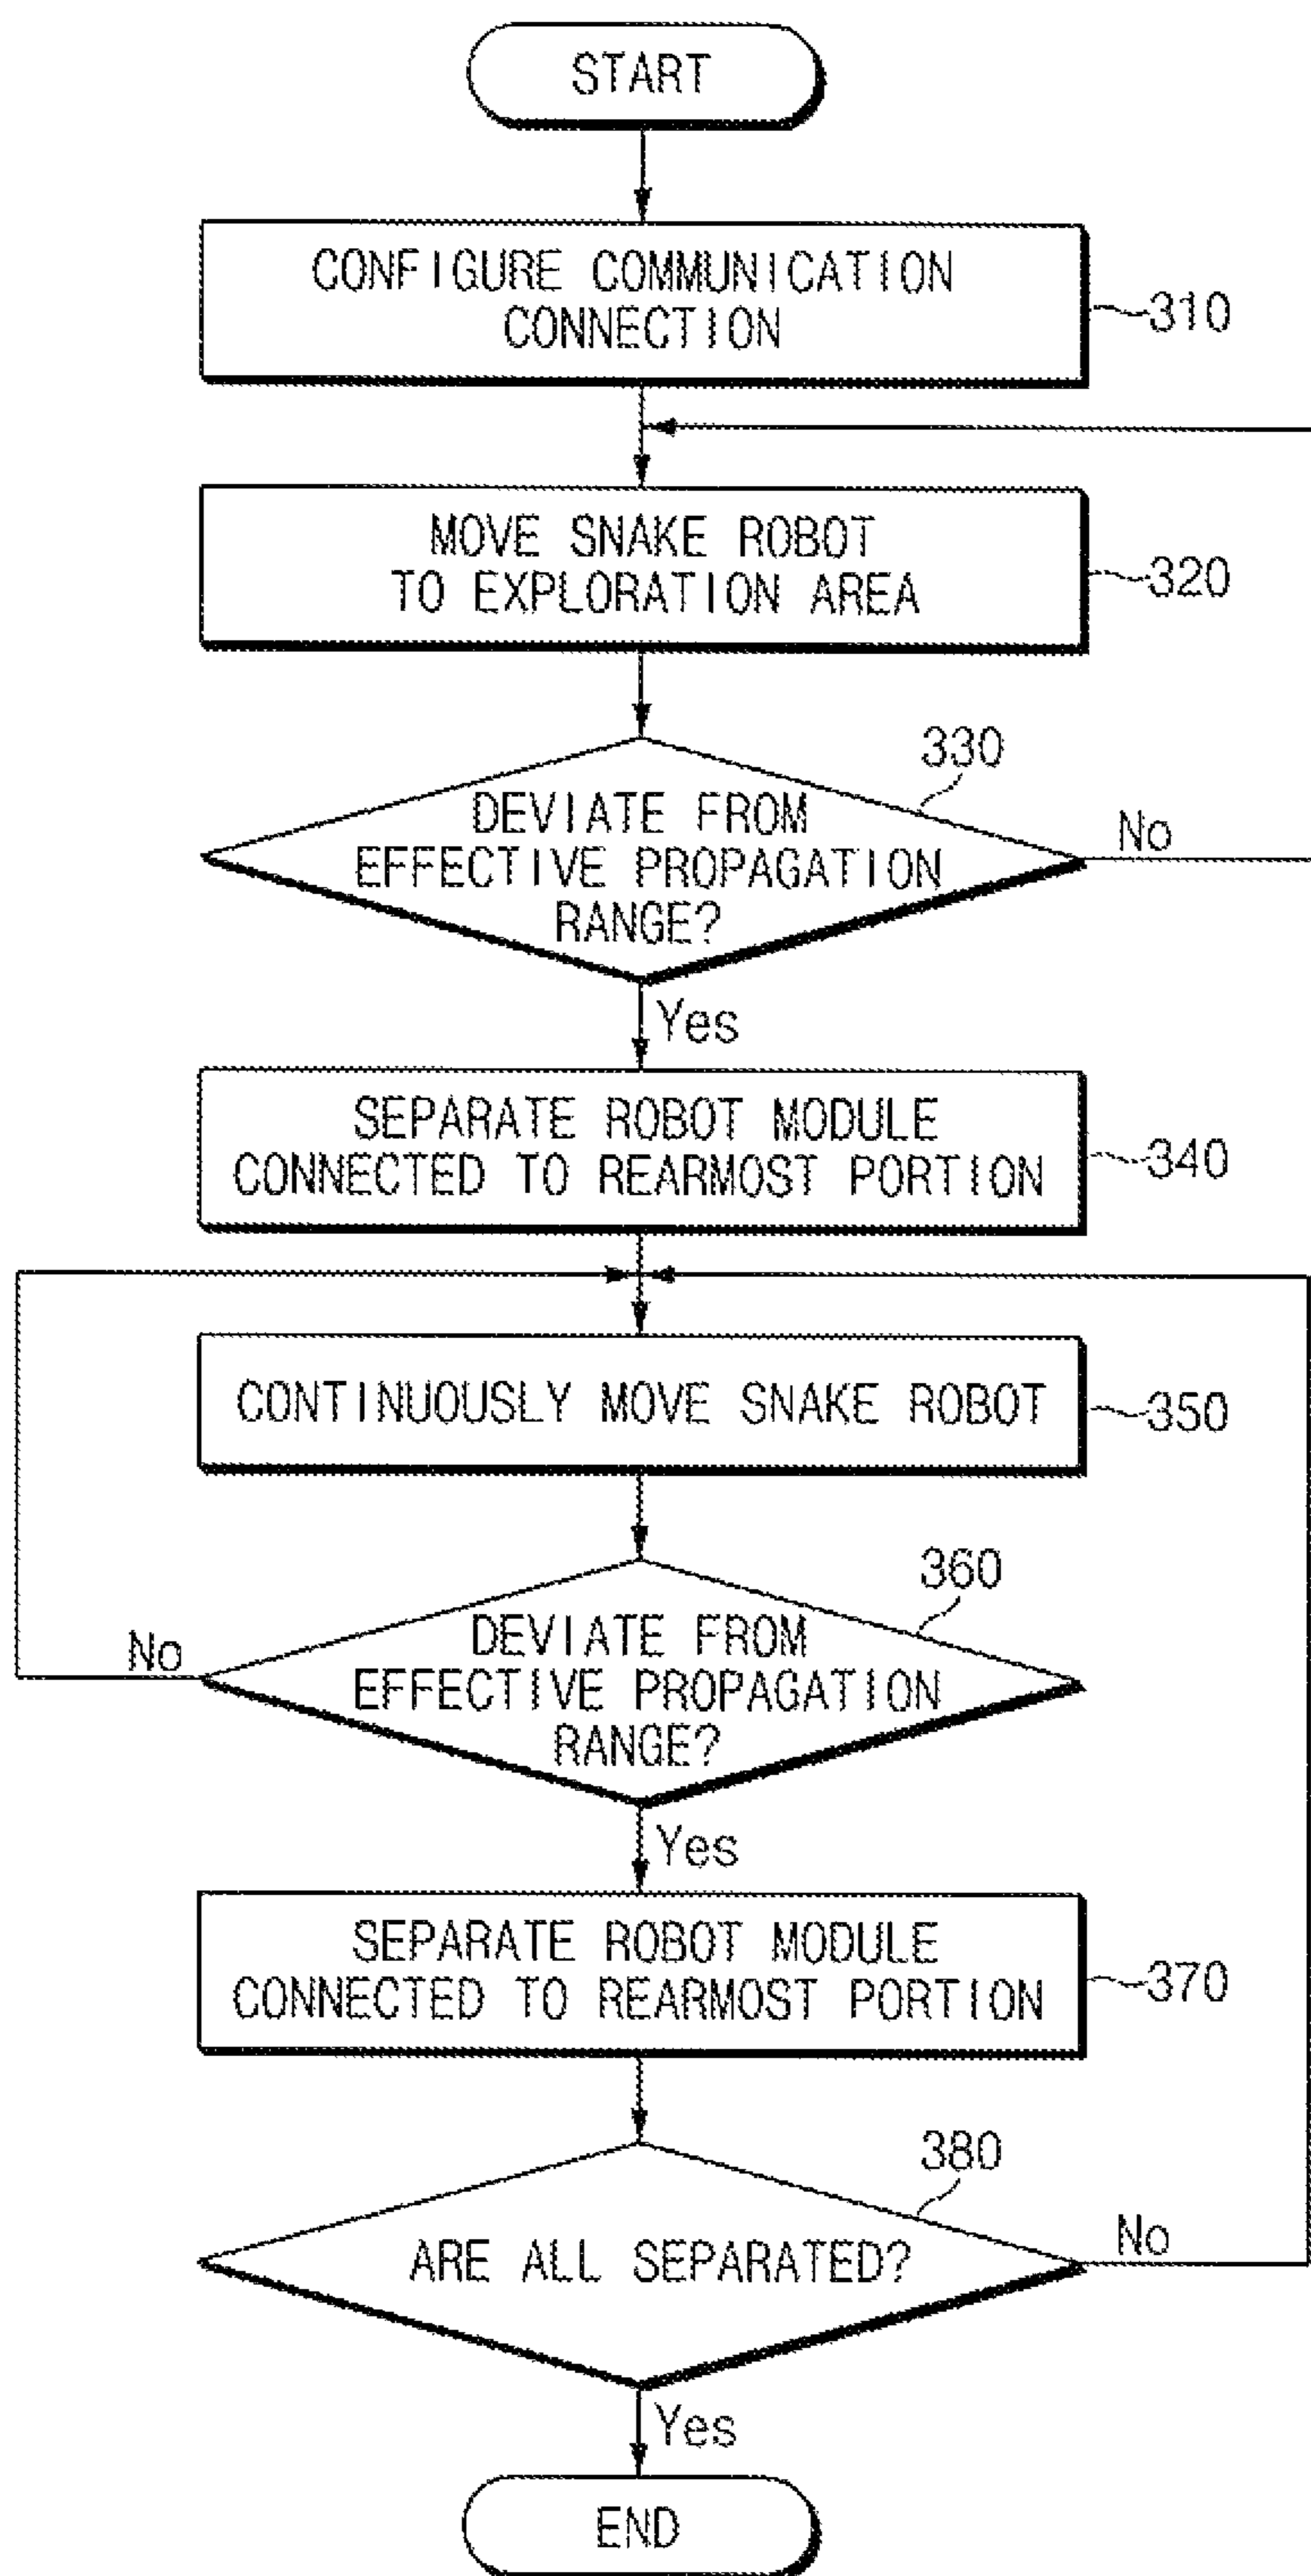 START
CONFIGURE COMMUNICATION
CONNECTION
310
MOVE SNAKE ROBOT
TO EXPLORATION AREA
320
330
DEVIATE FROM
EFFECTIVE PROPAGATION
RANGE?
No
Yes
SEPARATE ROBOT MODULE
CONNECTED TO REARMOST PORTION
340
CONTINUOUSLY MOVE SNAKE ROBOT
350
360
DEVIATE FROM
EFFECTIVE PROPAGATION
RANGE?
No
Yes
SEPARATE ROBOT MODULE
CONNECTED TO REARMOST PORTION
370
380
ARE ALL SEPARATED?
No
Yes
END